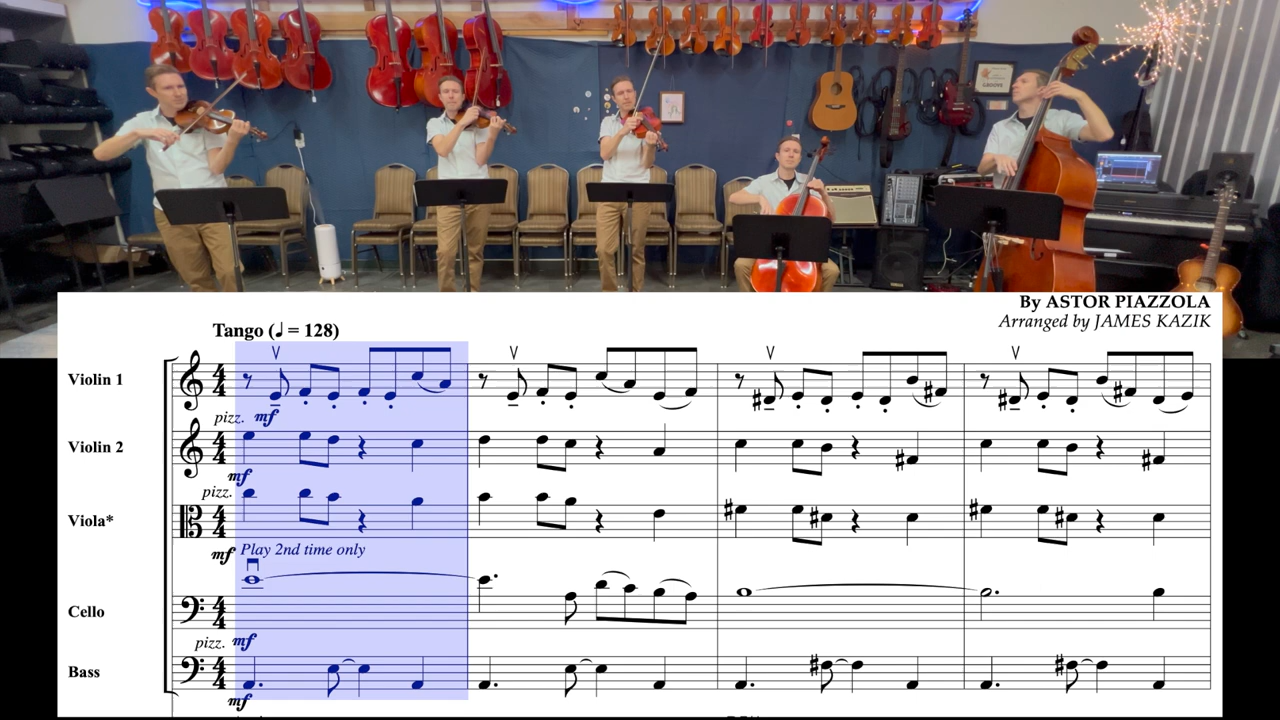 GROOVE
By ASTOR PIAZZOLA
Arranged by JAMES KAZIK
Tango (♩ = 128)
Violin 1
pizz. mf
Violin 2
mf
pizz.
Viola*
mf Play 2nd time only
Cello
pizz. mf
Bass
mf